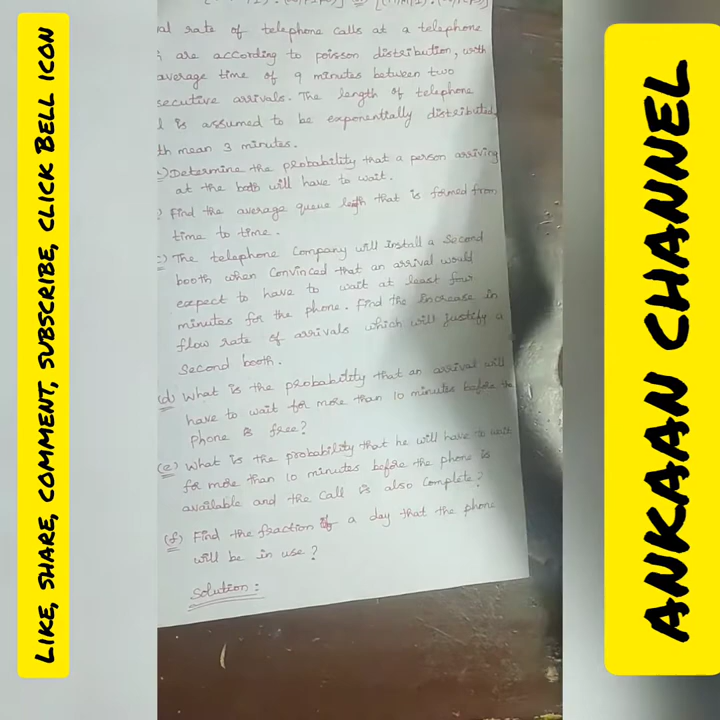 LIKE, SHARE, COMMENT, SUBSCRIBE, CLICK BELL ICON
al rate of telephone calls at a telephone
are according to poisson distribution, with
average time of 9 minutes between two
secutive arrivals. The length of telephone
l is assumed to be exponentially distributed,
th mean 3 minutes.
Determine the probability that a person arriving
at the both will have to wait.
Find the average queue length that is formed from
time to time.
The telephone Company will install a Second
booth when convinced that an arrival would
expect to have to wait at least four
minutes for the phone. Find the increase in
flow rate of arrivals which will justify a
second booth.
(d) What is the probability that an arrival will
have to wait for more than 10 minutes before the
phone is free?
(e) What is the probability that he will have to wait
for more than 10 minutes before the phone is
available and the call is also complete?
(f) Find the fraction of a day that the phone
will be in use?
Solution:
ANKAAN CHANNEL